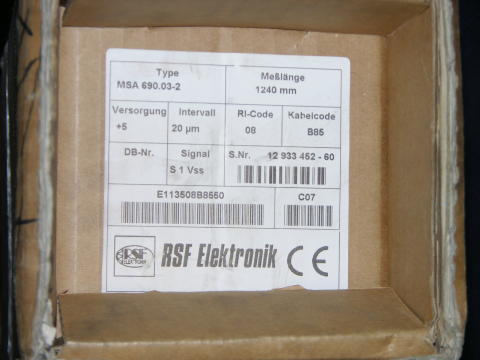 Type
MSA 690.03-2
Meßlänge
1240 mm
Versorgung
+5
Intervall
20 µm
RI-Code
08
Kabelcode
B85
DB-Nr.
Signal
S 1 Vss
S.Nr. 12 933 452 - 60
E113508B8550
C07
RSF
RSF Elektronik CE